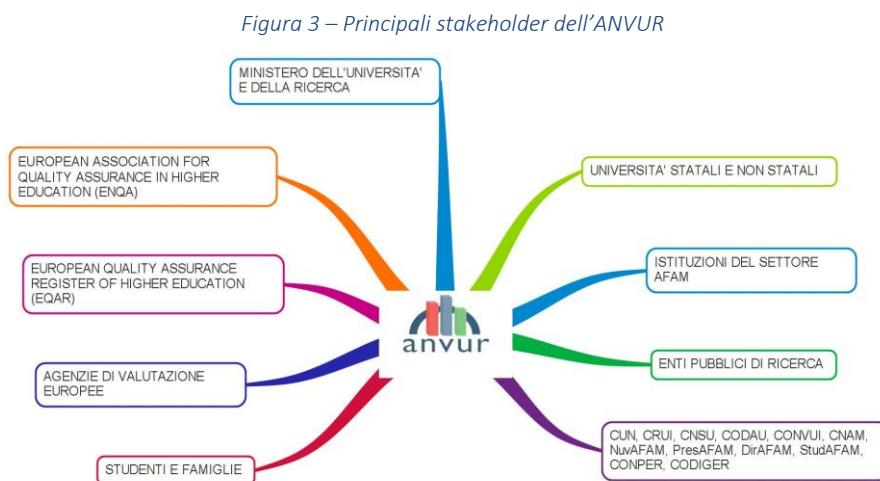 Figura 3 – Principali stakeholder dell’ANVUR
MINISTERO DELL'UNIVERSITA'
E DELLA RICERCA
EUROPEAN ASSOCIATION FOR
QUALITY ASSURANCE IN HIGHER
EDUCATION (ENQA)
UNIVERSITA' STATALI E NON STATALI
EUROPEAN QUALITY ASSURANCE
REGISTER OF HIGHER EDUCATION
(EQAR)
ISTITUZIONI DEL SETTORE
AFAM
anvur
AGENZIE DI VALUTAZIONE
EUROPEE
ENTI PUBBLICI DI RICERCA
STUDENTI E FAMIGLIE
CUN, CRUI, CNSU, CODAU, CONVUI, CNAM,
NuvAFAM, PresAFAM, DirAFAM, StudAFAM,
CONPER, CODIGER